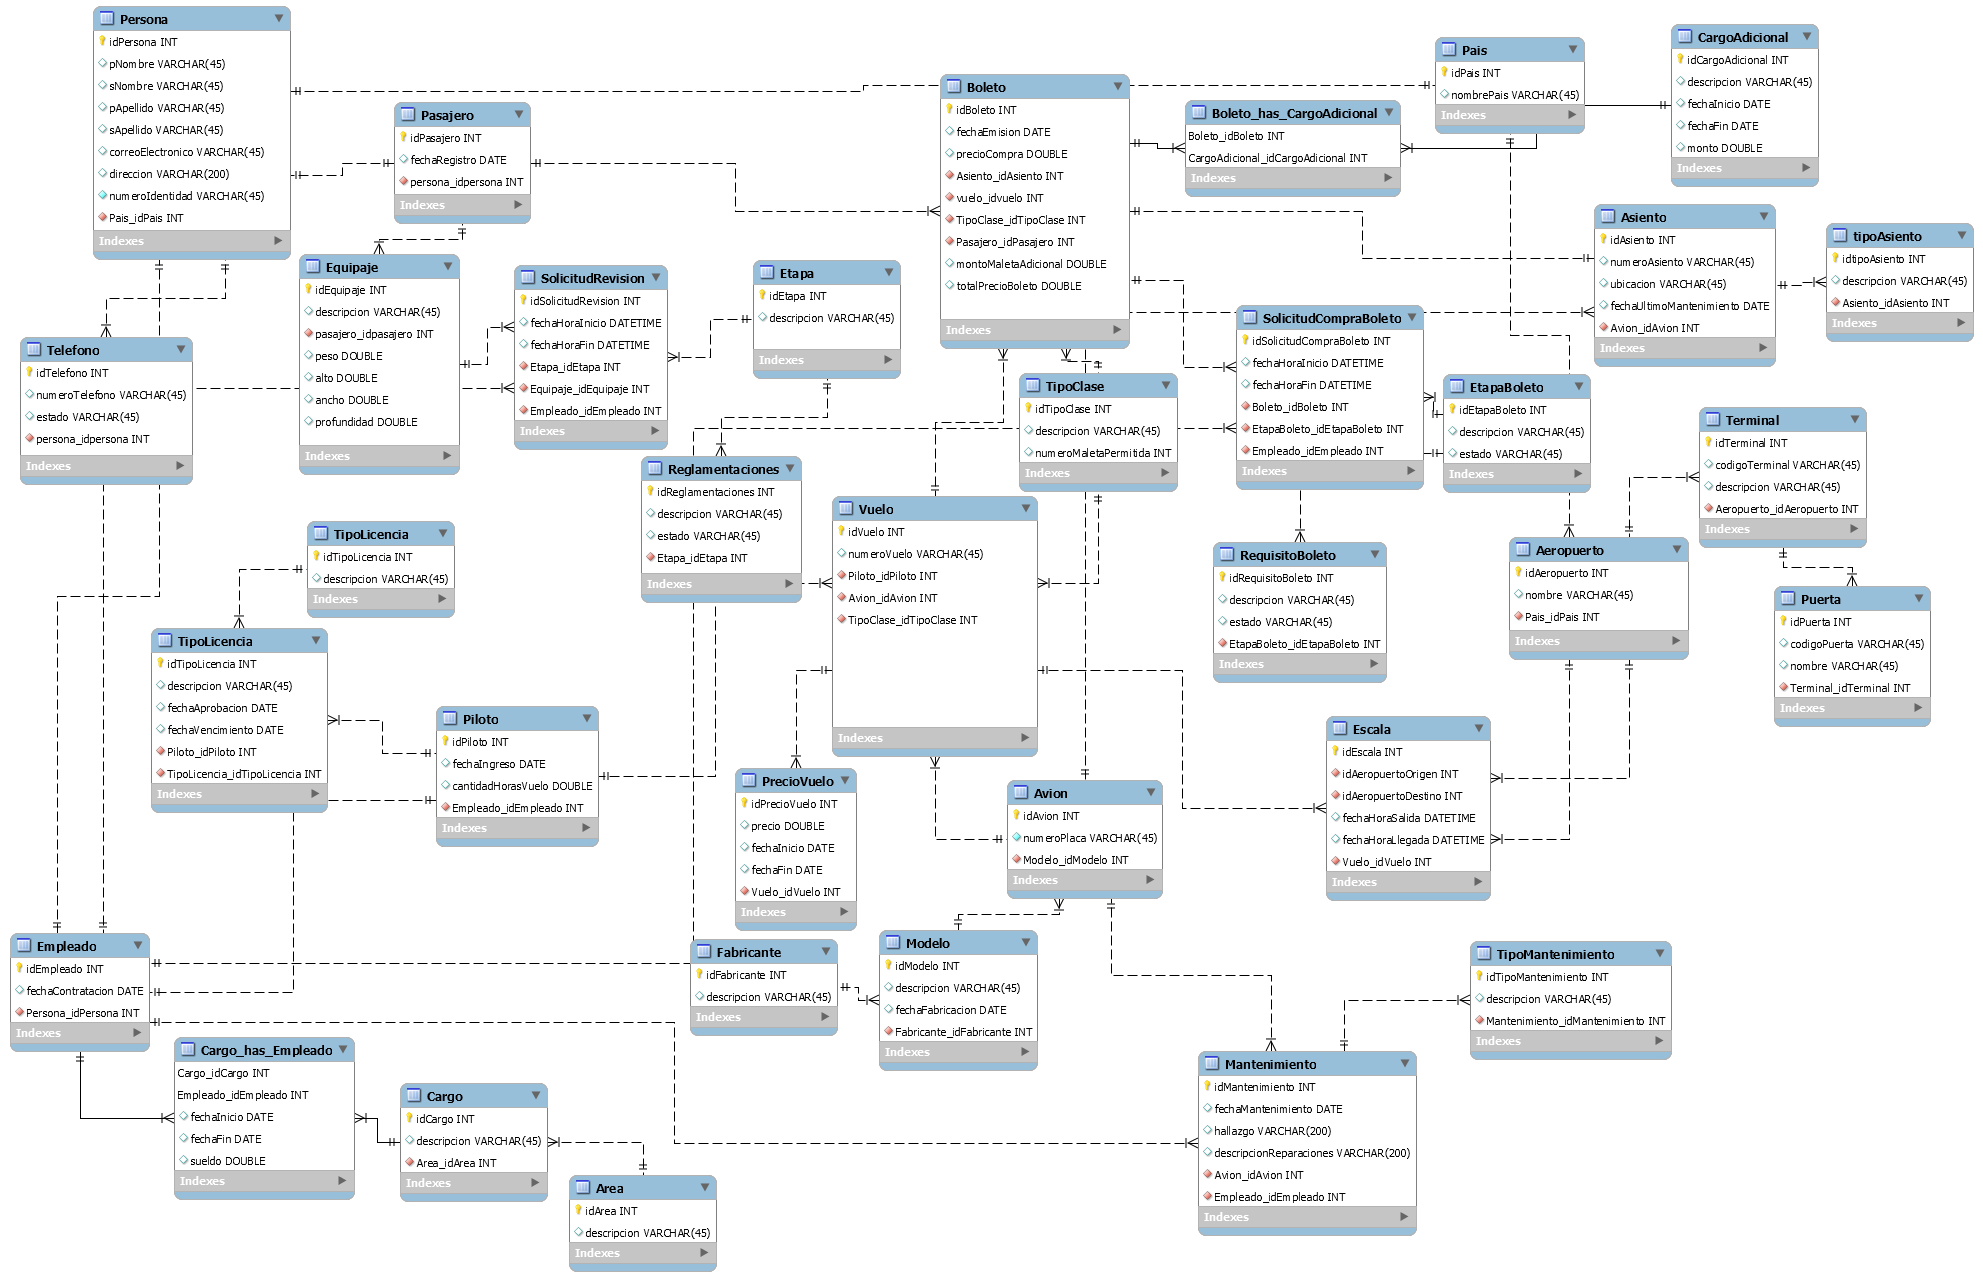 Persona
idPersona INT
pNombre VARCHAR(45)
sNombre VARCHAR(45)
pApellido VARCHAR(45)
sApellido VARCHAR(45)
correoElectronico VARCHAR(45)
direccion VARCHAR(200)
numeroIdentidad VARCHAR(45)
Pais_idPais INT
Indexes
Pasajero
idPasajero INT
fechaRegistro DATE
persona_idpersona INT
Indexes
Boleto
idBoleto INT
fechaEmision DATE
precioCompra DOUBLE
Asiento_idAsiento INT
vuelo_idvuelo INT
TipoClase_idTipoClase INT
Pasajero_idPasajero INT
montoMaletaAdicional DOUBLE
totalPrecioBoleto DOUBLE
Indexes
Boleto_has_CargoAdicional
Boleto_idBoleto INT
CargoAdicional_idCargoAdicional INT
Indexes
Pais
idPais INT
nombrePais VARCHAR(45)
Indexes
CargoAdicional
idCargoAdicional INT
descripcion VARCHAR(45)
fechaInicio DATE
fechaFin DATE
monto DOUBLE
Indexes
Asiento
idAsiento INT
numeroAsiento VARCHAR(45)
ubicacion VARCHAR(45)
fechaUltimoMantenimiento DATE
Avion_idAvion INT
Indexes
tipoAsiento
idtipoAsiento INT
descripcion VARCHAR(45)
Asiento_idAsiento INT
Indexes
Equipaje
idEquipaje INT
descripcion VARCHAR(45)
pasajero_idpasajero INT
peso DOUBLE
alto DOUBLE
ancho DOUBLE
profundidad DOUBLE
Indexes
SolicitudRevision
idSolicitudRevision INT
fechaHoraInicio DATETIME
fechaHoraFin DATETIME
Etapa_idEtapa INT
Equipaje_idEquipaje INT
Empleado_idEmpleado INT
Indexes
Etapa
idEtapa INT
descripcion VARCHAR(45)
Indexes
Telefono
idTelefono INT
numeroTelefono VARCHAR(45)
estado VARCHAR(45)
persona_idpersona INT
Indexes
SolicitudCompraBoleto
idSolicitudCompraBoleto INT
fechaHoraInicio DATETIME
fechaHoraFin DATETIME
Boleto_idBoleto INT
EtapaBoleto_idEtapaBoleto INT
Empleado_idEmpleado INT
Indexes
TipoClase
idTipoClase INT
descripcion VARCHAR(45)
numeroMaletaPermitida INT
Indexes
EtapaBoleto
idEtapaBoleto INT
descripcion VARCHAR(45)
estado VARCHAR(45)
Indexes
Terminal
idTerminal INT
codigoTerminal VARCHAR(45)
descripcion VARCHAR(45)
Aeropuerto_idAeropuerto INT
Indexes
Reglamentaciones
idReglamentaciones INT
descripcion VARCHAR(45)
estado VARCHAR(45)
Etapa_idEtapa INT
Indexes
Vuelo
idVuelo INT
numeroVuelo VARCHAR(45)
Piloto_idPiloto INT
Avion_idAvion INT
TipoClase_idTipoClase INT
Indexes
TipoLicencia
idTipoLicencia INT
descripcion VARCHAR(45)
Indexes
RequisitoBoleto
idRequisitoBoleto INT
descripcion VARCHAR(45)
estado VARCHAR(45)
EtapaBoleto_idEtapaBoleto INT
Indexes
Aeropuerto
idAeropuerto INT
nombre VARCHAR(45)
Pais_idPais INT
Indexes
Puerta
idPuerta INT
codigoPuerta VARCHAR(45)
nombre VARCHAR(45)
Terminal_idTerminal INT
Indexes
TipoLicencia
idTipoLicencia INT
descripcion VARCHAR(45)
fechaAprobacion DATE
fechaVencimiento DATE
Piloto_idPiloto INT
TipoLicencia_idTipoLicencia INT
Indexes
Piloto
idPiloto INT
fechaIngreso DATE
cantidadHorasVuelo DOUBLE
Empleado_idEmpleado INT
Indexes
PrecioVuelo
idPrecioVuelo INT
precio DOUBLE
fechaInicio DATE
fechaFin DATE
Vuelo_idVuelo INT
Indexes
Avion
idAvion INT
numeroPlaca VARCHAR(45)
Modelo_idModelo INT
Indexes
Escala
idEscala INT
idAeropuertoOrigen INT
idAeropuertoDestino INT
fechaHoraSalida DATETIME
fechaHoraLlegada DATETIME
Vuelo_idVuelo INT
Indexes
Empleado
idEmpleado INT
fechaContratacion DATE
Persona_idPersona INT
Indexes
Fabricante
idFabricante INT
descripcion VARCHAR(45)
Indexes
Modelo
idModelo INT
descripcion VARCHAR(45)
fechaFabricacion DATE
Fabricante_idFabricante INT
Indexes
TipoMantenimiento
idTipoMantenimiento INT
descripcion VARCHAR(45)
Mantenimiento_idMantenimiento INT
Indexes
Cargo_has_Empleado
Cargo_idCargo INT
Empleado_idEmpleado INT
fechaInicio DATE
fechaFin DATE
sueldo DOUBLE
Indexes
Cargo
idCargo INT
descripcion VARCHAR(45)
Area_idArea INT
Indexes
Mantenimiento
idMantenimiento INT
fechaMantenimiento DATE
hallazgo VARCHAR(200)
descripcionReparaciones VARCHAR(200)
Avion_idAvion INT
Empleado_idEmpleado INT
Indexes
Area
idArea INT
descripcion VARCHAR(45)
Indexes